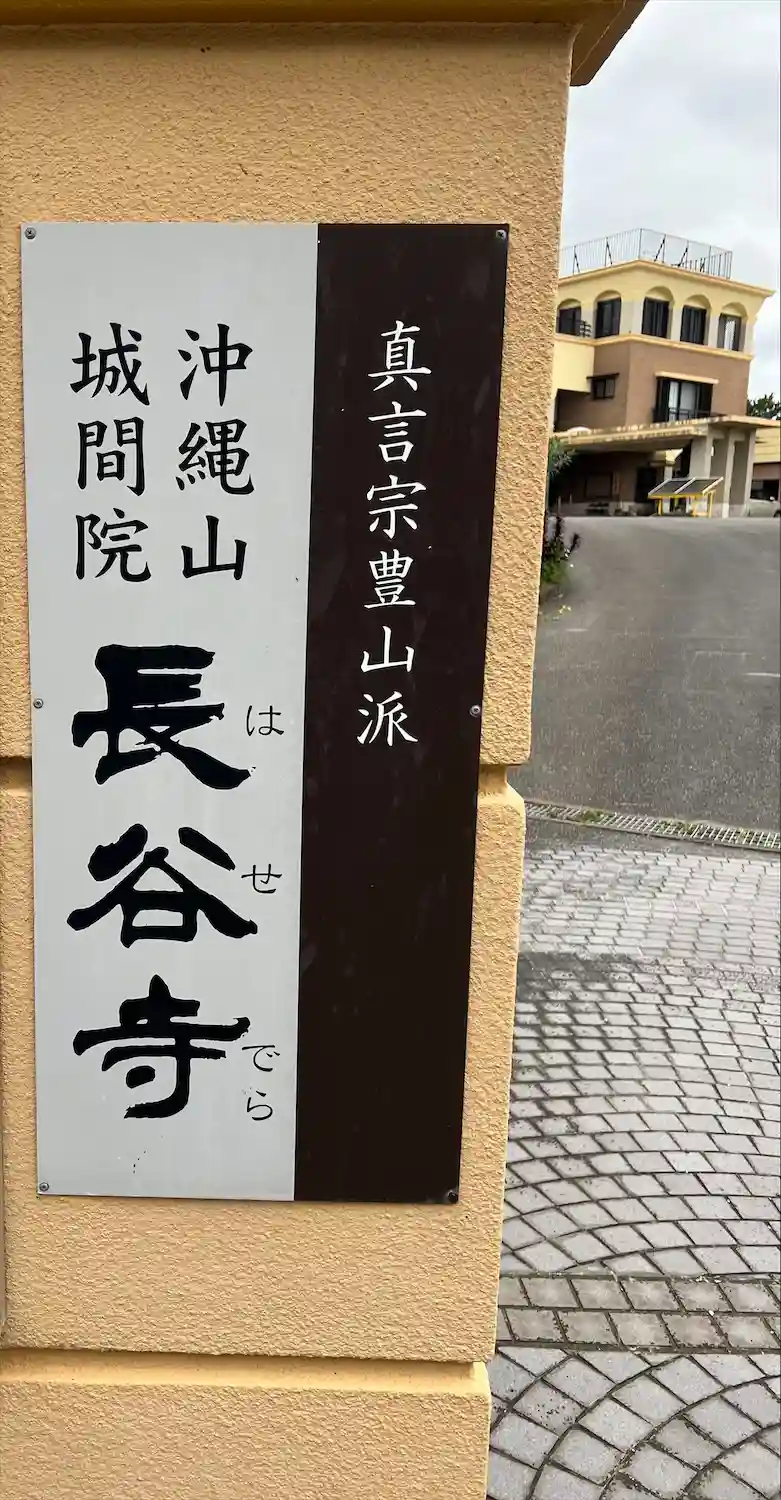 真言宗豊山派
沖縄山
城間院
長谷寺
はせでら